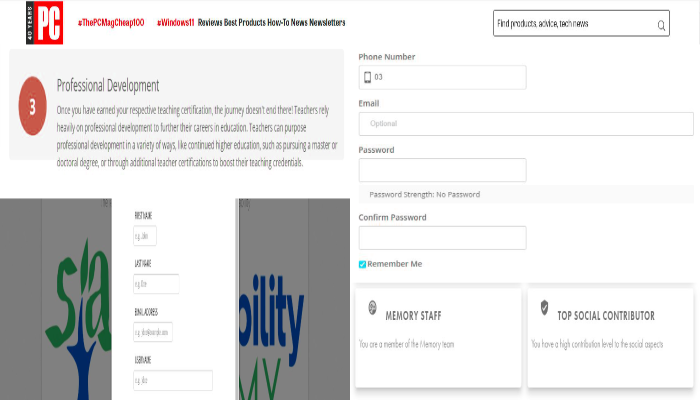 40 YEARS
PC
#ThePCMagCheap100 #Windows11 Reviews Best Products How-To News Newsletters
Find products, advice, tech news
3
Professional Development
Once you have earned your respective teaching certification, the journey doesn't end there! Teachers rely
heavily on professional development to further their careers in education. Teachers can purpose
professional development in a variety of ways, like continued higher education, such as pursuing a master or
doctoral degree, or through additional teacher certifications to boost their teaching credentials.
FIRST NAME
e.g. Jake
LAST NAME
e.g. Doe
EMAIL ADDRESS
e.g. jdoe@example.com
USERNAME
e.g. jdoe
sta
bility
MY
Phone Number
03
Email
Optional
Password
Password Strength: No Password
Confirm Password
Remember Me
MEMORY STAFF
You are a member of the Memory team
TOP SOCIAL CONTRIBUTOR
You have a high contribution level to the social aspects